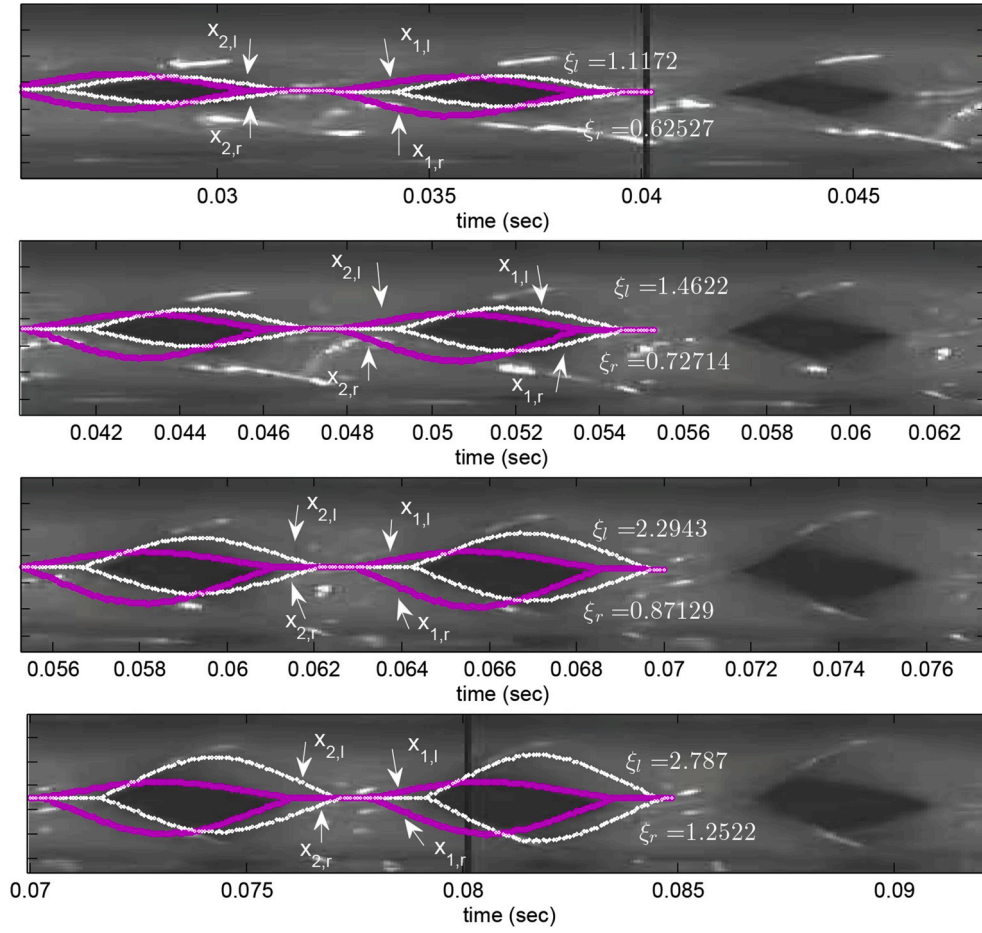 x2,l
x1,l
ξl=1.1172
ξr=0.62527
x2,r
x1,r
0.03 0.035 0.04 0.045
time (sec)
x2,l
x1,l
ξl=1.4622
ξr=0.72714
x2,r
x1,r
0.042 0.044 0.046 0.048 0.05 0.052 0.054 0.056 0.058 0.06 0.062
time (sec)
x2,l
x1,l
ξl=2.2943
ξr=0.87129
x2,r
x1,r
0.056 0.058 0.06 0.062 0.064 0.066 0.068 0.07 0.072 0.074 0.076
time (sec)
x2,l
x1,l
ξl=2.787
ξr=1.2522
x2,r
x1,r
0.07 0.075 0.08 0.085 0.09
time (sec)